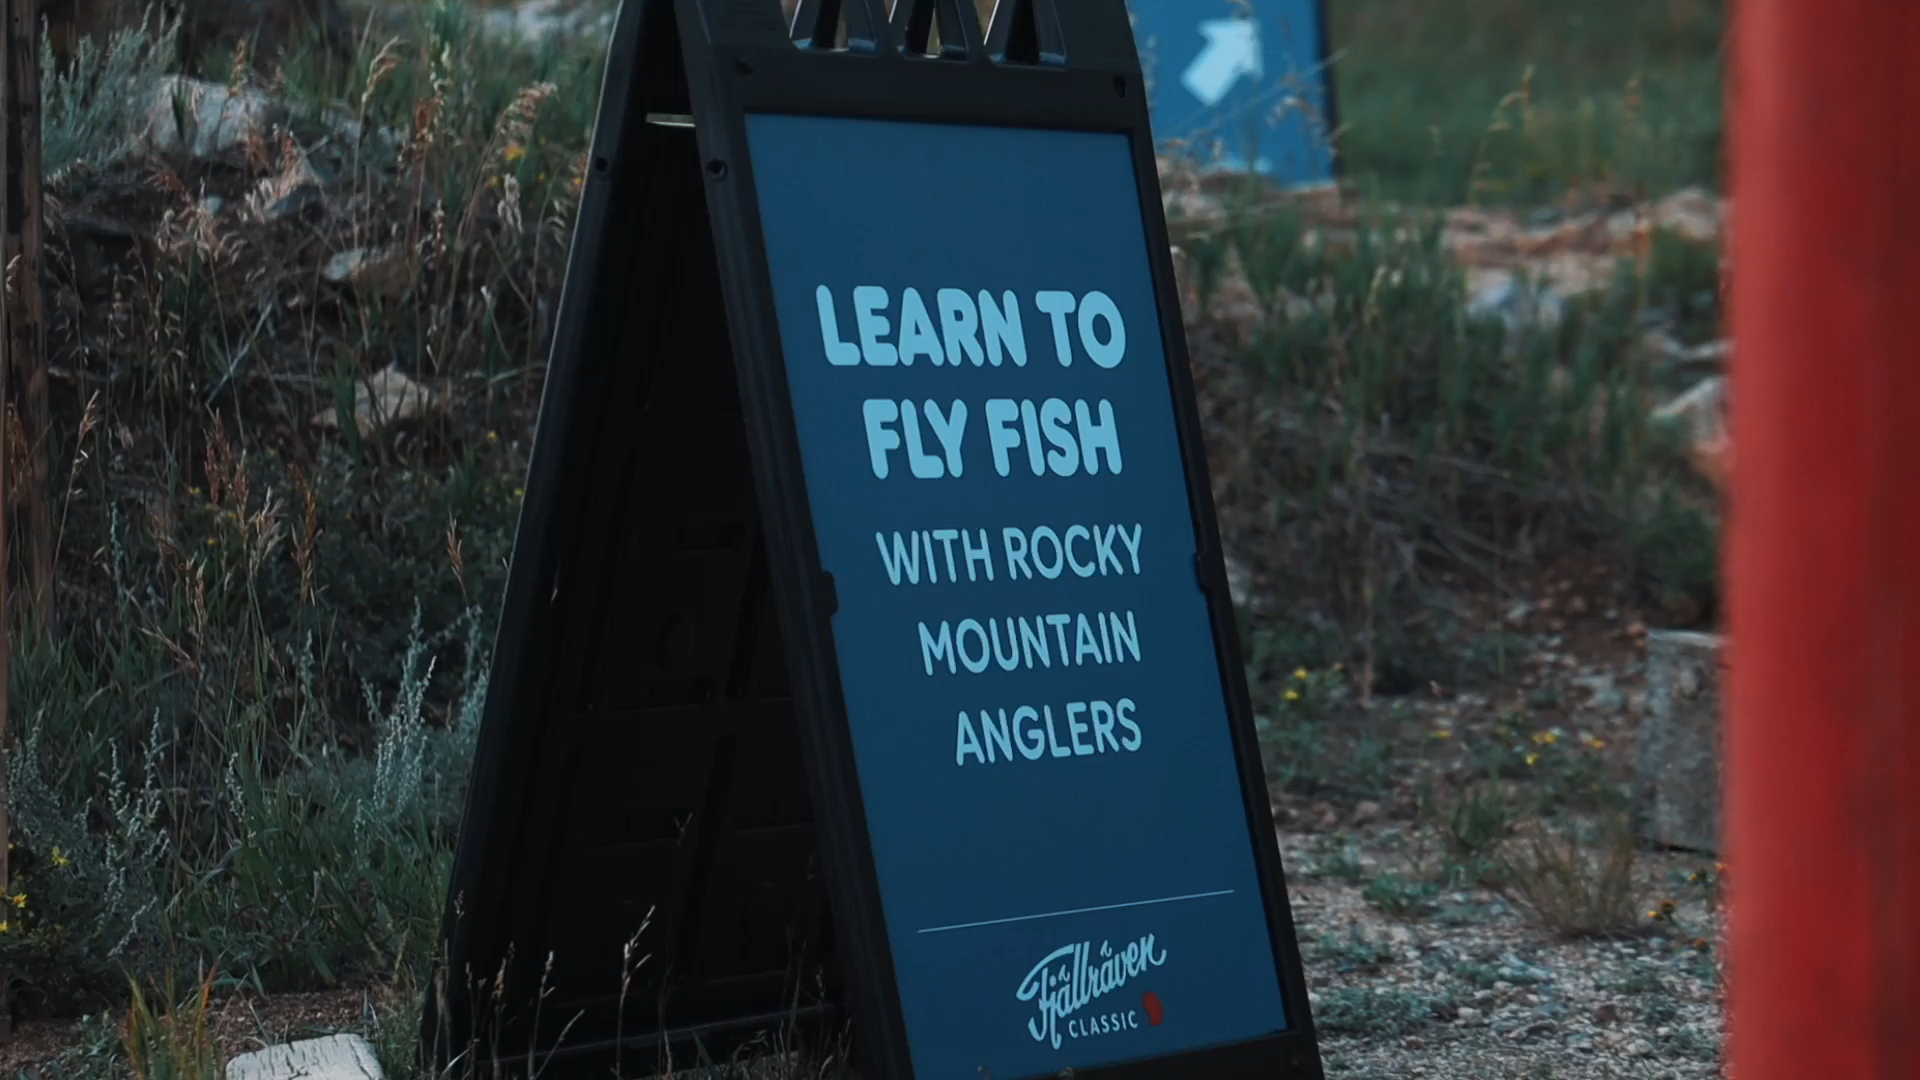 LEARN TO
FLY FISH
WITH ROCKY
MOUNTAIN
ANGLERS
Fjällräven
CLASSIC